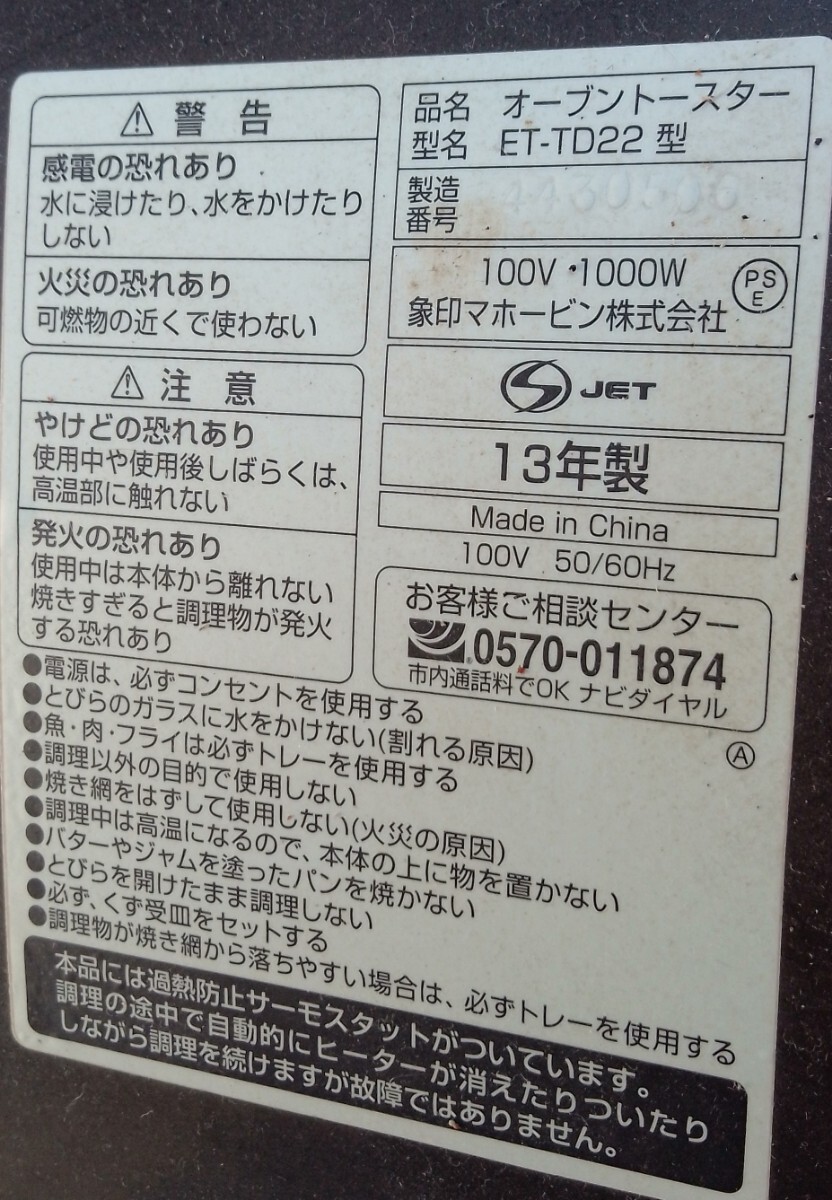 ⚠ 警告
感電の恐れあり
水に浸けたり、水をかけたり
しない
火災の恐れあり
可燃物の近くで使わない
⚠ 注意
やけどの恐れあり
使用中や使用後しばらくは、
高温部に触れない
発火の恐れあり
使用中は本体から離れない
焼きすぎると調理物が発火
する恐れあり
品名 オーブントースター
型名 ET-TD22 型
製造
番号
100V・1000W
象印マホービン株式会社
PS
E
JET
13年製
Made in China
100V 50/60Hz
お客様ご相談センター
0570-011874
市内通話料でOK ナビダイヤル
Ⓐ
●電源は、必ずコンセントを使用する
●とびらのガラスに水をかけない(割れる原因)
●魚・肉・フライは必ずトレーを使用する
●調理以外の目的で使用しない
●焼き網をはずして使用しない(火災の原因)
●調理中は高温になるので、本体の上に物を置かない
●バターやジャムを塗ったパンを焼かない
●とびらを開けたまま調理しない
●必ず、くず受皿をセットする
●調理物が焼き網から落ちやすい場合は、必ずトレーを使用する
本品には過熱防止サーモスタットがついています。
調理の途中で自動的にヒーターが消えたりついたり
しながら調理を続けますが故障ではありません。